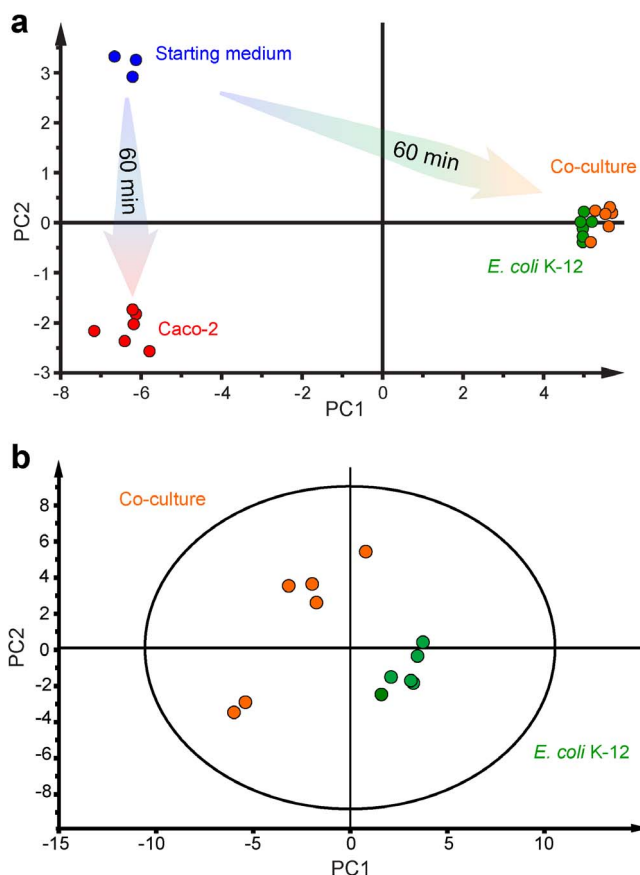 a
Starting medium
3
2
60 min
60 min
Co-culture
PC2
1
0
E. coli K-12
-1
Caco-2
-2
-3
-8
-6
-4
-2
0
2
4
PC1
b
Co-culture
8
6
4
2
PC2
0
-2
-4
E. coli K-12
-6
-8
-15
-10
-5
0
5
10
PC1